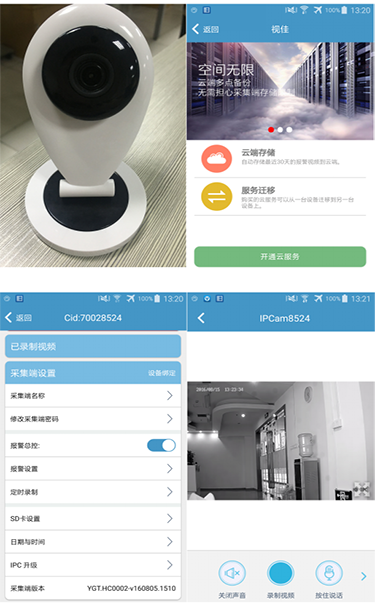 100% 13:20
返回
视佳
空间无限
云端多点备份
无需担心采集端存储限制
云端存储
自动存储最近30天的报警视频到云端。
服务迁移
购买的云服务可以从一台设备迁移到另一台
设备上。
开通云服务
100% 13:20
返回
Cid:70028524
已录制视频
采集端设置
设备绑定
采集端名称
修改采集端密码
报警总控:
报警设置
定时录制
SD卡设置
日期与时间
IPC 升级
采集端版本
YGT.HC0002-v160805.1510
100% 13:21
IPCam8524
关闭声音
录制视频
按住说话